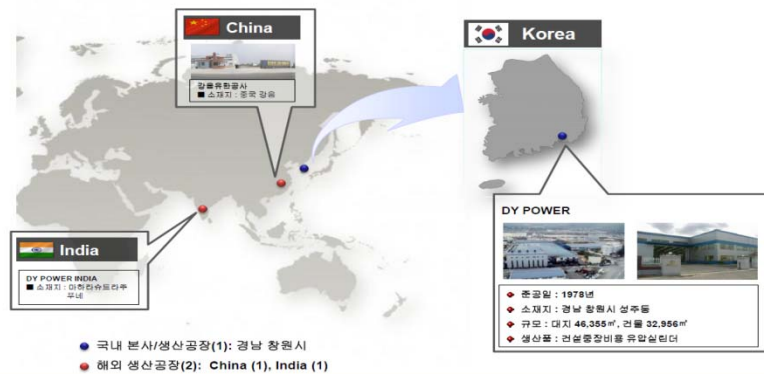 China
강음유한공사
■ 소재지 : 중국 강음
Korea
India
DY POWER INDIA
■ 소재지 : 마하라슈트라주
푸네
DY POWER
준공일 : 1978년
소재지 : 경남 창원시 성주동
규모 : 대지 46,355㎡, 건물 32,956㎡
생산품 : 건설중장비용 유압실린더
국내 본사/생산공장(1): 경남 창원시
해외 생산공장(2): China (1), India (1)